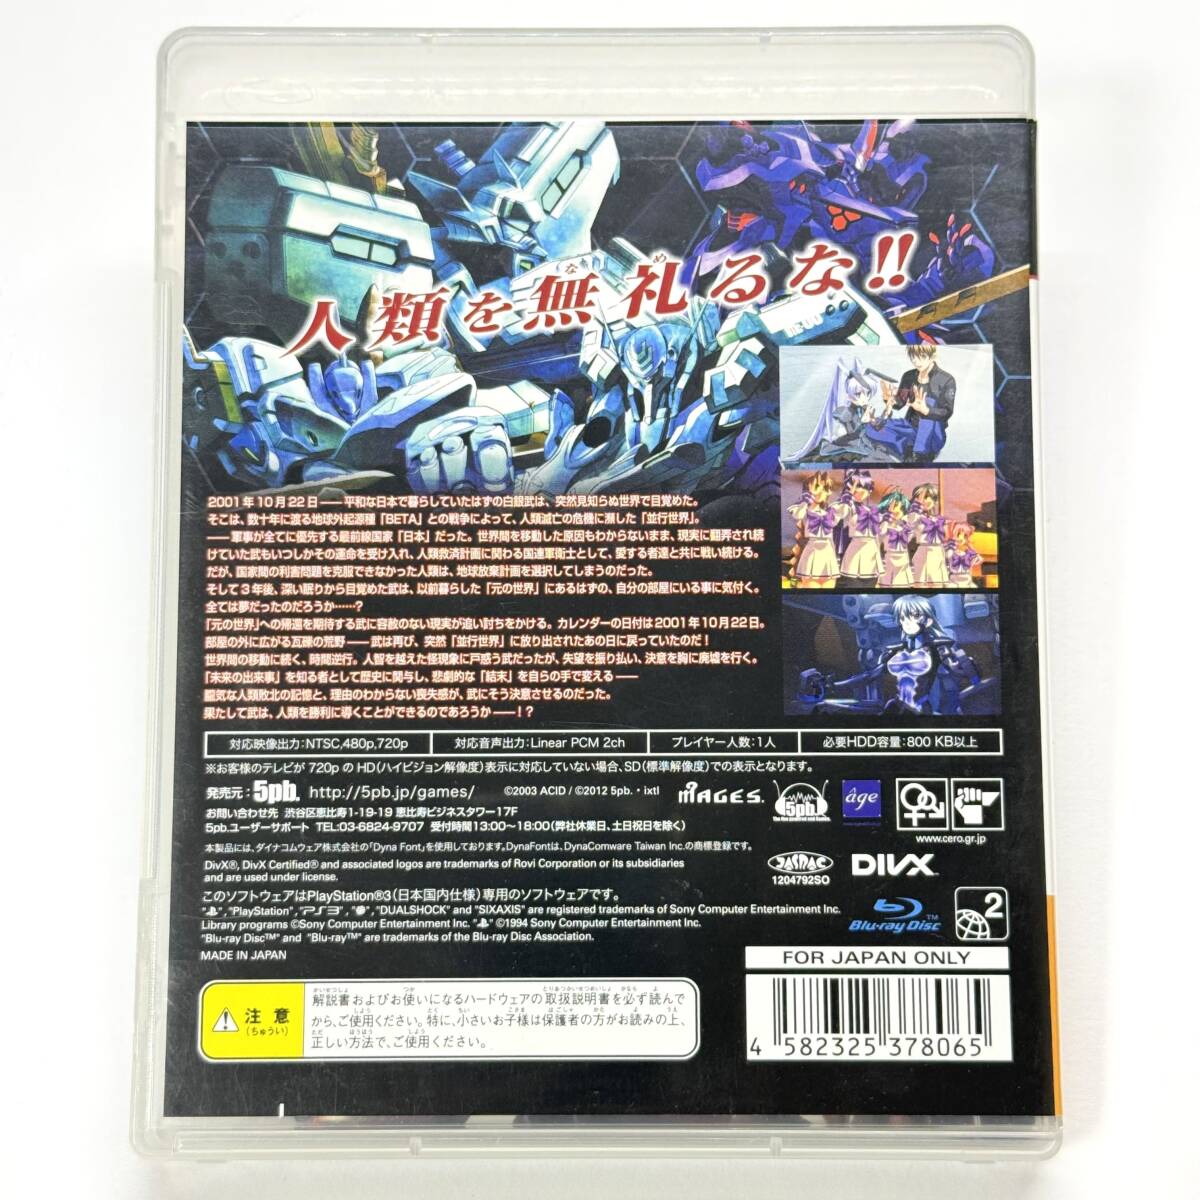 人類を無礼るな!!
なめ
2001年10月22日――平和な日本で暮らしていたはずの白銀武は、突然見知らぬ世界で目覚めた。
そこは、数十年に渡る地球外起源種「BETA」との戦争によって、人類滅亡の危機に瀕した「並行世界」。
――軍事が全てに優先する最前線国家「日本」だった。世界間を移動した原因もわからないまま、現実に翻弄され続
けていた武もいつしかその運命を受け入れ、人類救済計画に関わる国連軍衛士として、愛する者達と共に戦い続ける。
だが、国家間の利害問題を克服できなかった人類は、地球放棄計画を選択してしまうのだった。
そして3年後、深い眠りから目覚めた武は、以前暮らした「元の世界」にあるはずの、自分の部屋にいる事に気付く。
全ては夢だったのだろうか……?
「元の世界」への帰還を期待する武に容赦のない現実が追い討ちをかける。カレンダーの日付は2001年10月22日。
部屋の外に広がる瓦礫の荒野――武は再び、突然「並行世界」に放り出されたあの日に戻っていたのだ!
世界間の移動に続く、時間逆行。人智を越えた怪現象に戸惑う武だったが、失望を振り払い、決意を胸に廃墟を行く。
「未来の出来事」を知る者として歴史に関与し、悲劇的な「結末」を自らの手で変える――
朧気な人類敗北の記憶と、理由のわからない喪失感が、武にそう決意させるのだった。
果たして武は、人類を勝利に導くことができるのであろうか――!?
対応映像出力:NTSC,480p,720p
対応音声出力:Linear PCM 2ch
プレイヤー人数:1人
必要HDD容量:800 KB以上
※お客様のテレビが720pのHD(ハイビジョン解像度)表示に対応していない場合、SD(標準解像度)での表示となります。
発売元:5pb. http://5pb.jp/games/
©2003 ACID / ©2012 5pb.・ixtl
MAGES.
5pb.
âge
お問い合わせ先 渋谷区恵比寿1-19-19 恵比寿ビジネスタワー17F
5pb.ユーザーサポート TEL:03-6824-9707 受付時間13:00〜18:00(弊社休業日、土日祝日を除く)
www.cero.gr.jp
本製品には、ダイナコムウェア株式会社の「Dyna Font」を使用しております。DynaFontは、DynaComware Taiwan Inc.の商標登録です。
DivX®, DivX Certified® and associated logos are trademarks of Rovi Corporation or its subsidiaries
and are used under license.
JASRAC
1204792SO
DIVX
このソフトウェアはPlayStation®3(日本国内仕様)専用のソフトウェアです。
" ", "PlayStation", "PS3", " ", "DUALSHOCK" and "SIXAXIS" are registered trademarks of Sony Computer Entertainment Inc.
Library programs ©Sony Computer Entertainment Inc. " " ©1994 Sony Computer Entertainment Inc.
"Blu-ray Disc™" and "Blu-ray™" are trademarks of the Blu-ray Disc Association.
MADE IN JAPAN
Blu-ray Disc™
2
FOR JAPAN ONLY
注意
(ちゅうい)
解説書およびお使いになるハードウェアの取扱説明書を必ず読んで
から、ご使用ください。特に、小さいお子様は保護者の方がお読みの上、
正しい方法で、ご使用ください。
4 582325 378065